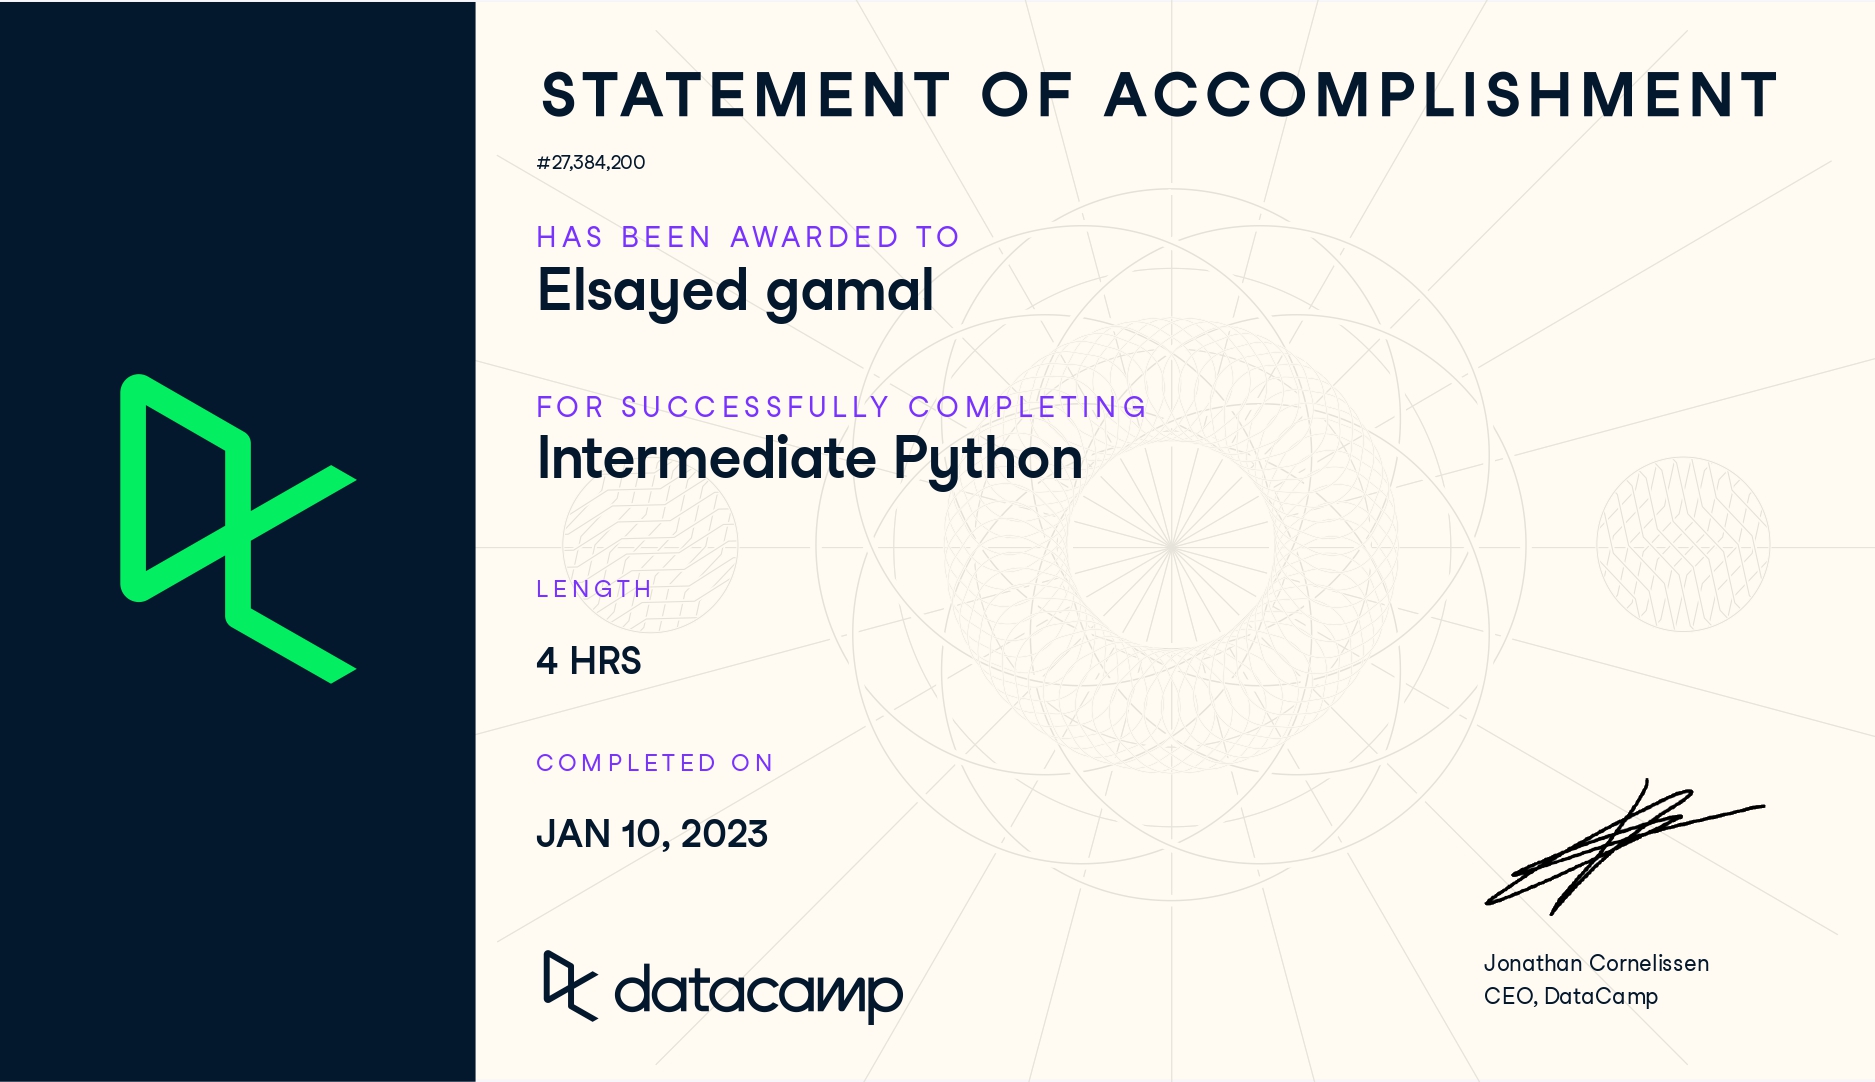 STATEMENT OF ACCOMPLISHMENT
#27,384,200
HAS BEEN AWARDED TO
Elsayed gamal
FOR SUCCESSFULLY COMPLETING
Intermediate Python
LENGTH
4 HRS
COMPLETED ON
JAN 10, 2023
datacamp
Jonathan Cornelissen
CEO, DataCamp